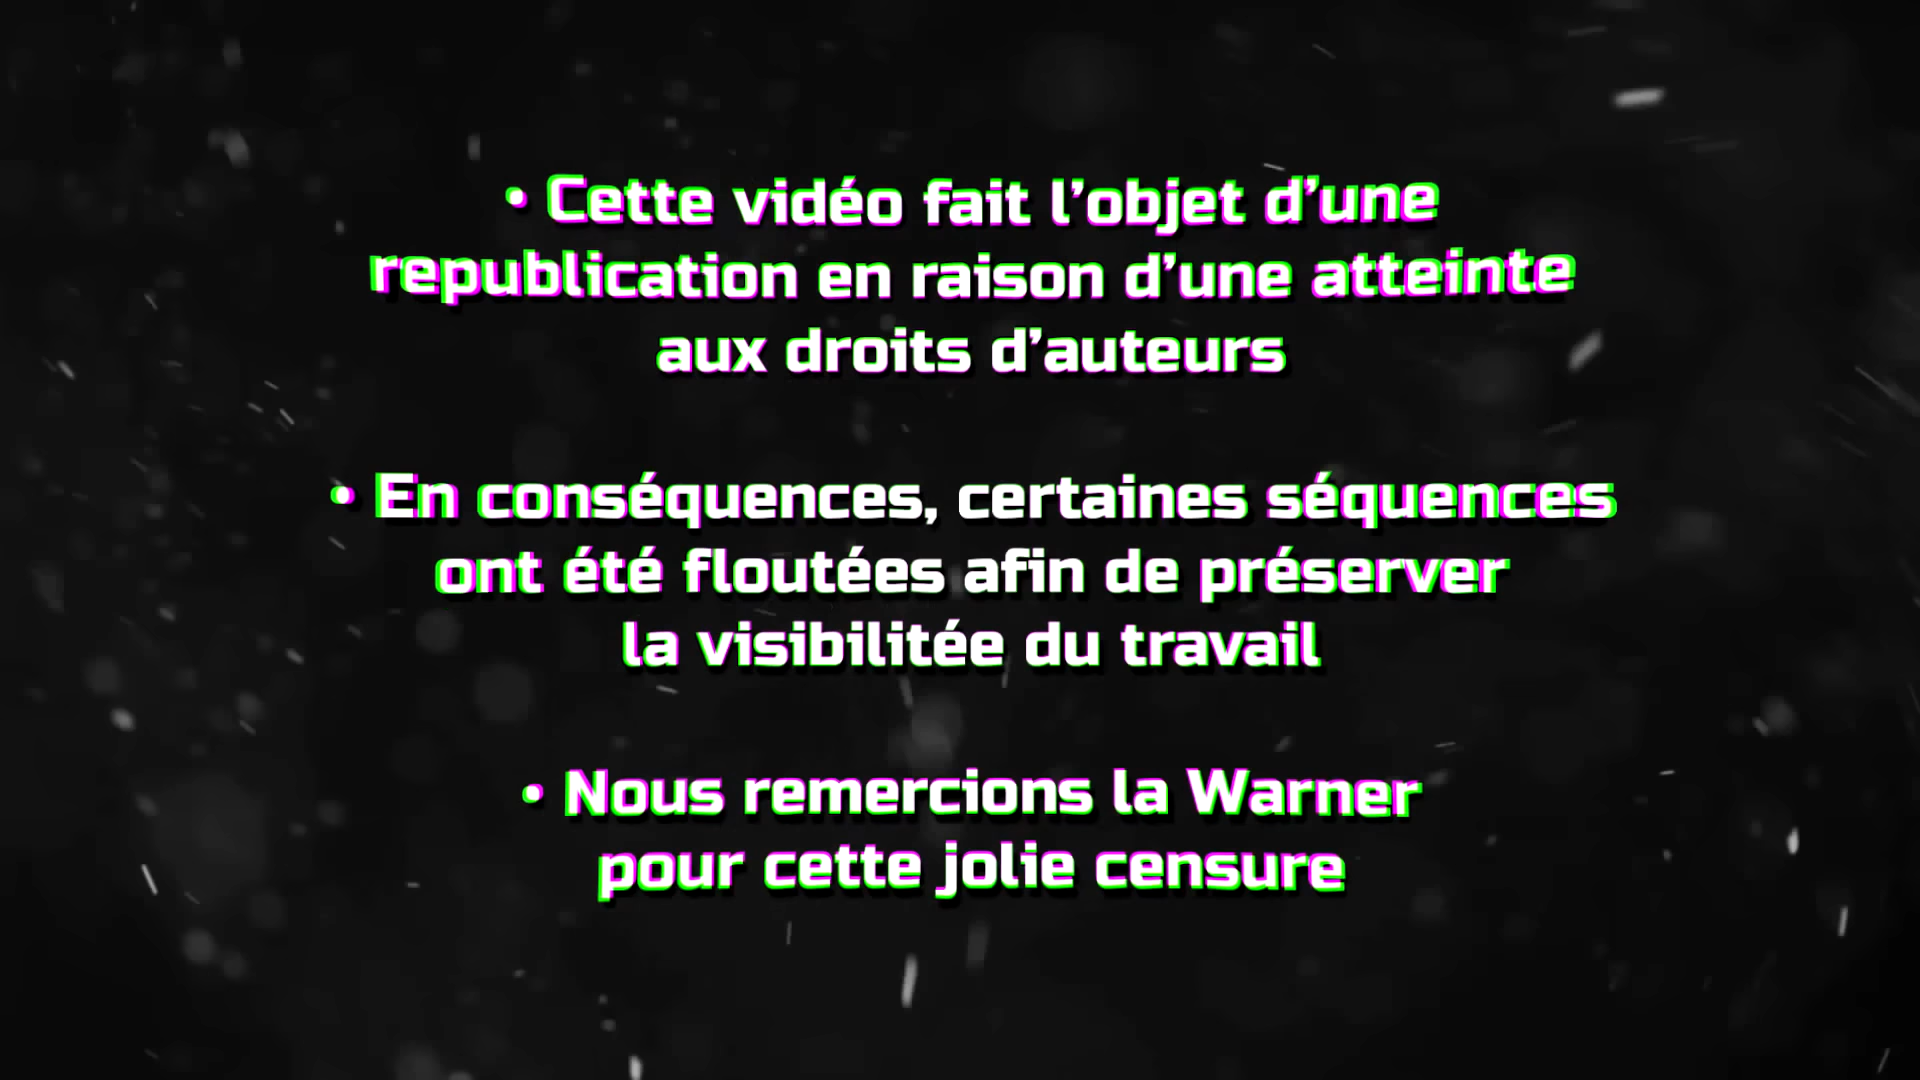 • Cette vidéo fait l’objet d’une
republication en raison d’une atteinte
aux droits d’auteurs
• En conséquences, certaines séquences
ont été floutées afin de préserver
la visibilitée du travail
• Nous remercions la Warner
pour cette jolie censure